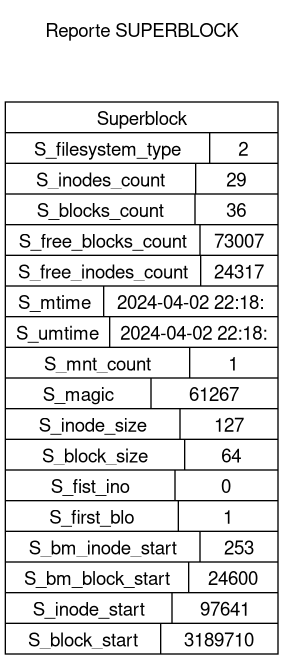 Reporte SUPERBLOCK
Superblock
S_filesystem_type 2
S_inodes_count 29
S_blocks_count 36
S_free_blocks_count 73007
S_free_inodes_count 24317
S_mtime 2024-04-02 22:18:
S_umtime 2024-04-02 22:18:
S_mnt_count 1
S_magic 61267
S_inode_size 127
S_block_size 64
S_fist_ino 0
S_first_blo 1
S_bm_inode_start 253
S_bm_block_start 24600
S_inode_start 97641
S_block_start 3189710